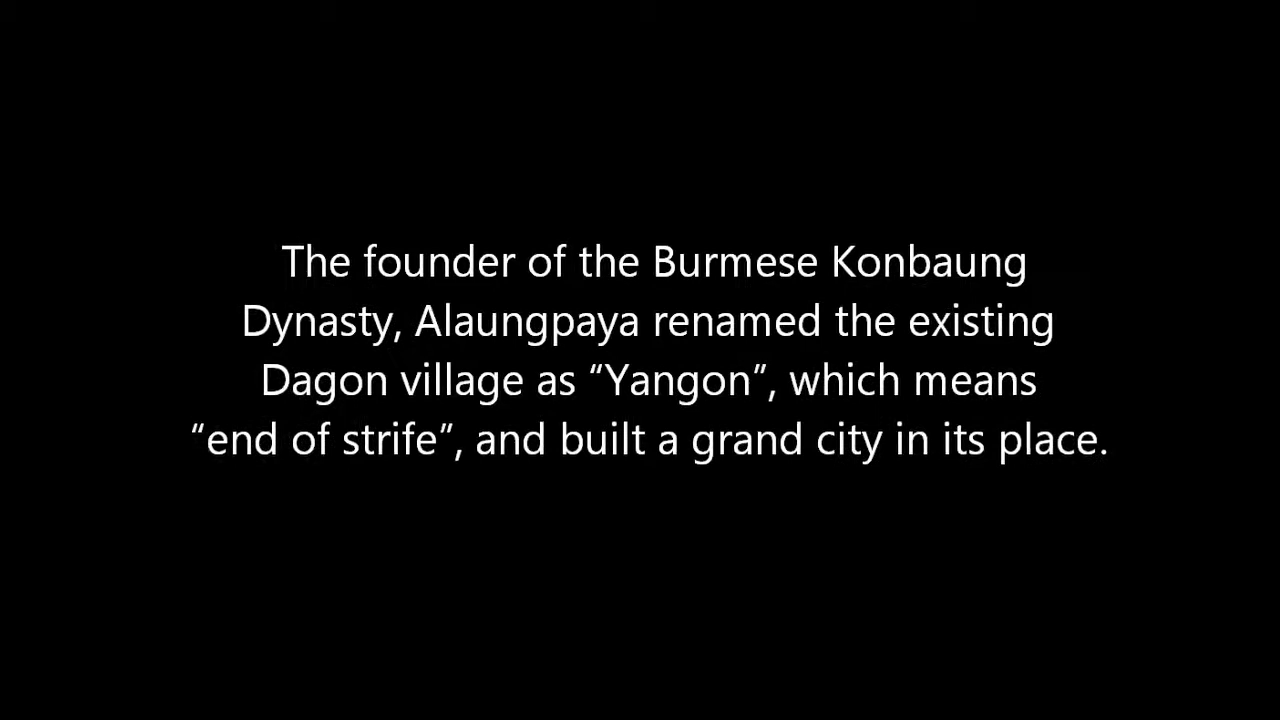 The founder of the Burmese Konbaung
Dynasty, Alaungpaya renamed the existing
Dagon village as “Yangon”, which means
“end of strife”, and built a grand city in its place.